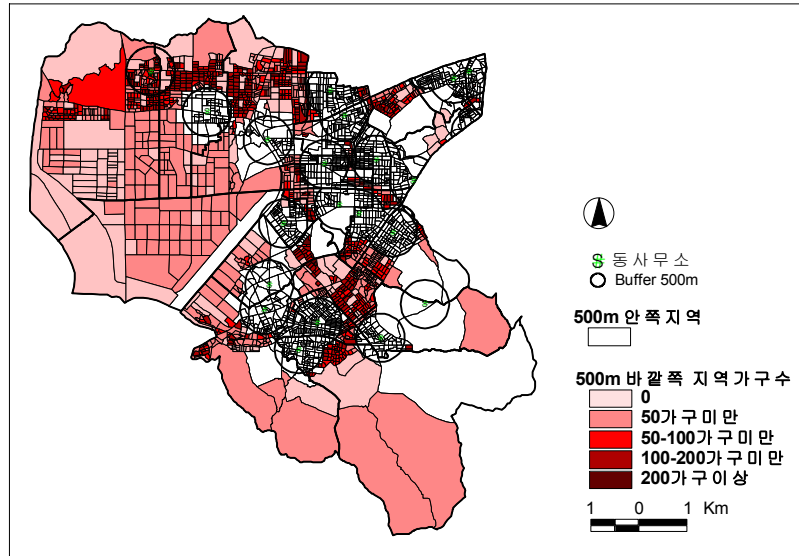 동사무소
Buffer 500m
500m 안쪽지역
500m 바깥쪽 지역가구수
0
50가구미만
50-100가구미만
100-200가구미만
200가구이상
1 0 1 Km